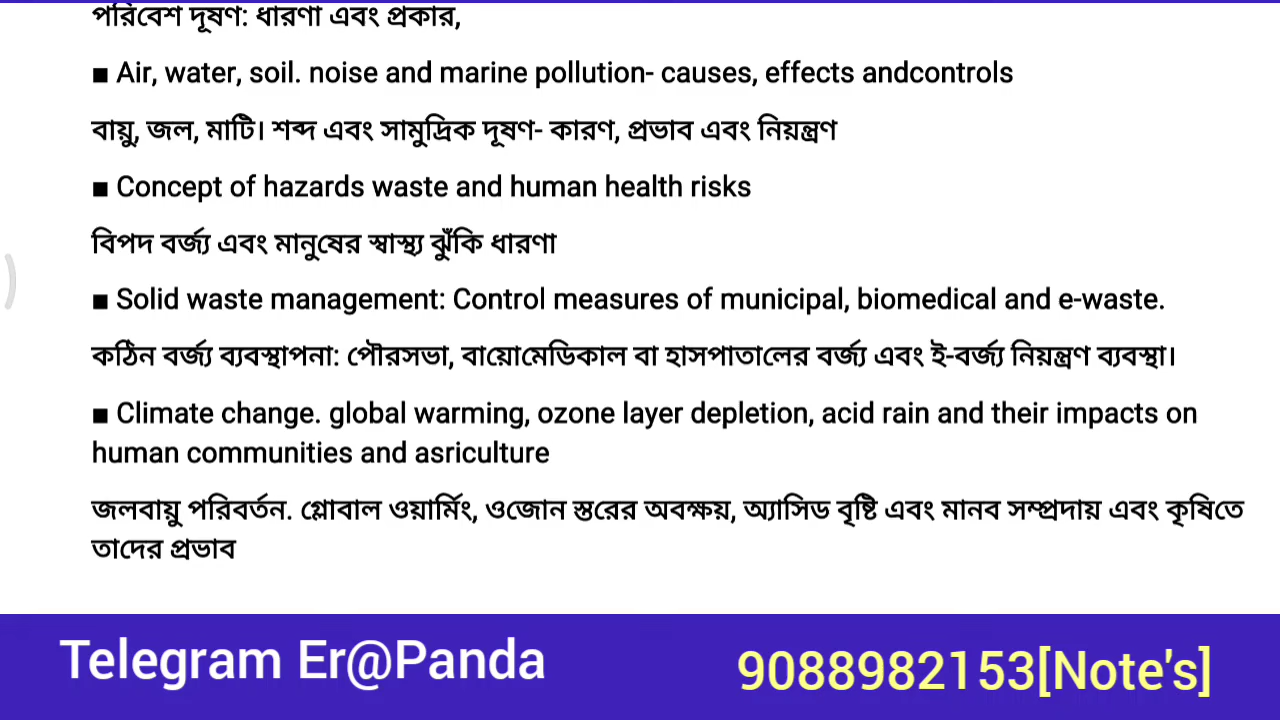 পরিবেশ দূষণ: ধারণা এবং প্রকার,
■ Air, water, soil. noise and marine pollution- causes, effects andcontrols
বায়ু, জল, মাটি। শব্দ এবং সামুদ্রিক দূষণ- কারণ, প্রভাব এবং নিয়ন্ত্রণ
■ Concept of hazards waste and human health risks
বিপদ বর্জ্য এবং মানুষের স্বাস্থ্য ঝুঁকি ধারণা
■ Solid waste management: Control measures of municipal, biomedical and e-waste.
কঠিন বর্জ্য ব্যবস্থাপনা: পৌরসভা, বায়োমেডিকাল বা হাসপাতালের বর্জ্য এবং ই-বর্জ্য নিয়ন্ত্রণ ব্যবস্থা।
■ Climate change. global warming, ozone layer depletion, acid rain and their impacts on
human communities and asriculture
জলবায়ু পরিবর্তন. গ্লোবাল ওয়ার্মিং, ওজোন স্তরের অবক্ষয়, অ্যাসিড বৃষ্টি এবং মানব সম্প্রদায় এবং কৃষিতে
তাদের প্রভাব
Telegram Er@Panda
9088982153[Note's]